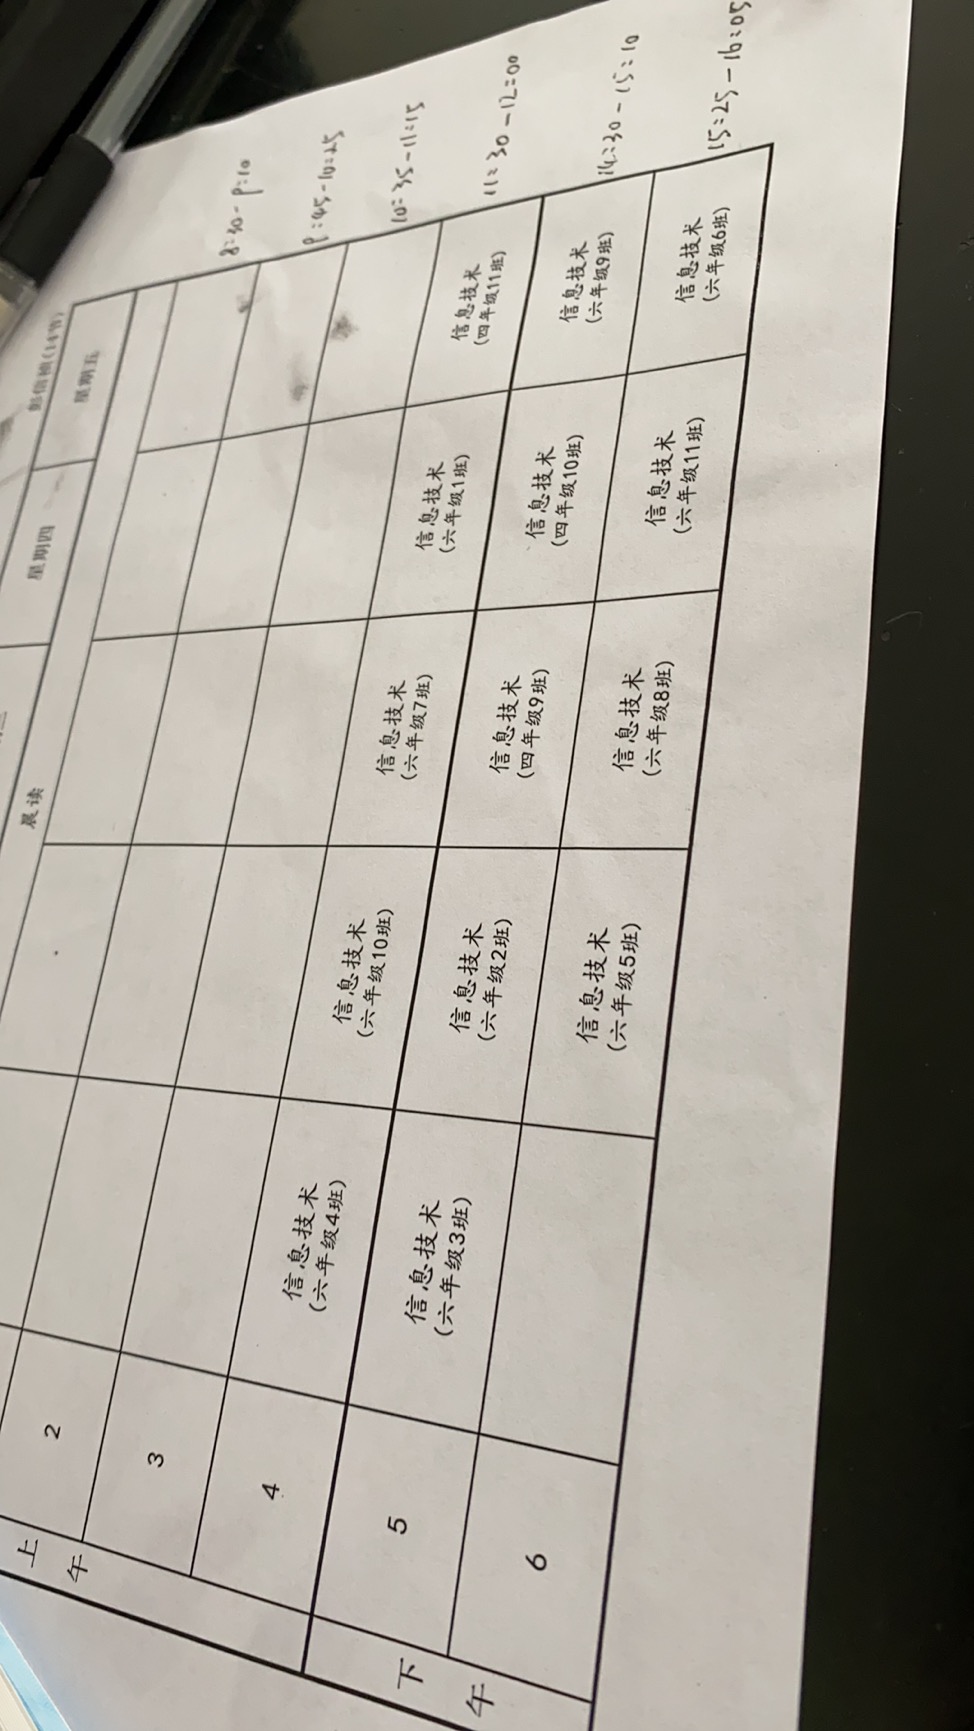 彭信楠(14节)
星期四
星期五
晨读
上午
2
8:30-9:10
3
9:45-10:25
4
10:35-11:15
信息技术
(六年级4班)
信息技术
(六年级10班)
信息技术
(六年级7班)
信息技术
(六年级1班)
信息技术
(四年级11班)
11:30-12:00
下午
5
信息技术
(六年级3班)
信息技术
(六年级2班)
信息技术
(四年级9班)
信息技术
(四年级10班)
信息技术
(六年级9班)
14:30-15:10
6
信息技术
(六年级5班)
信息技术
(六年级8班)
信息技术
(六年级11班)
信息技术
(六年级6班)
15:25-16:05